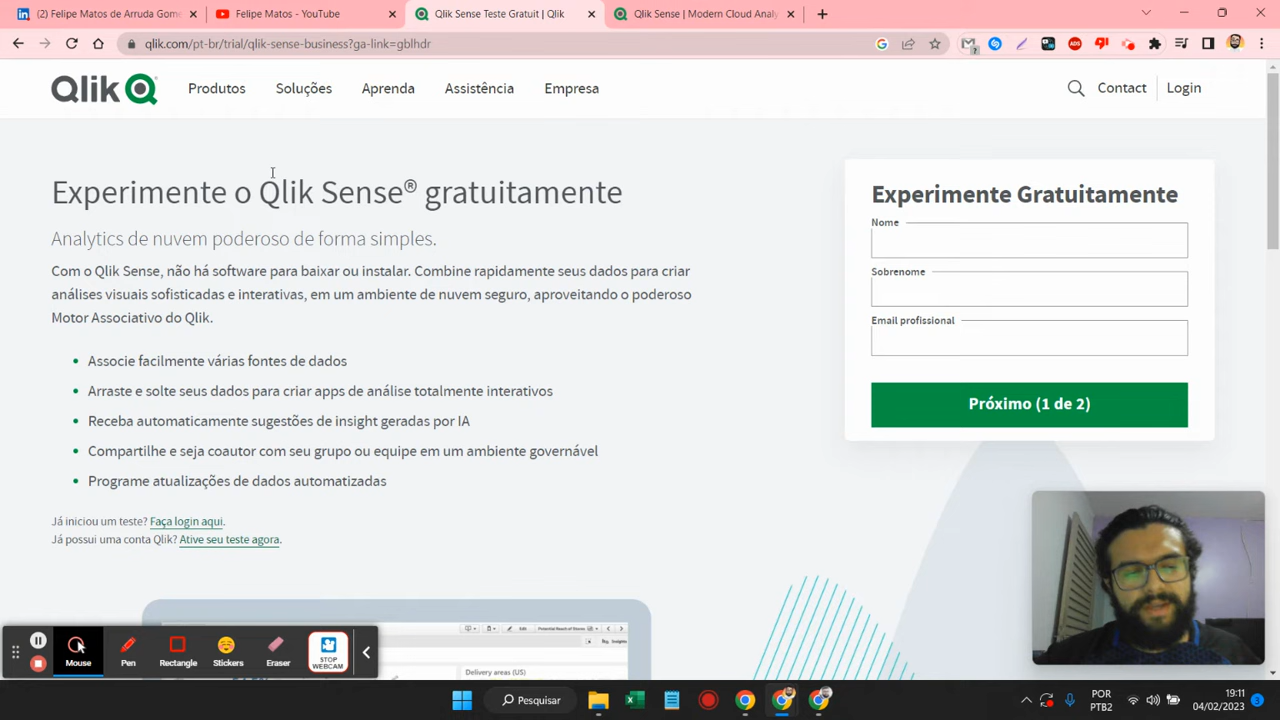 (2) Felipe Matos de Arruda Gom
Felipe Matos - YouTube
Qlik Sense Teste Gratuit | Qlik
Qlik Sense | Modern Cloud Analy
qlik.com/pt-br/trial/qlik-sense-business?ga-link=gblhdr
Qlik
Produtos
Soluções
Aprenda
Assistência
Empresa
Contact
Login
Experimente o Qlik Sense® gratuitamente
Analytics de nuvem poderoso de forma simples.
Com o Qlik Sense, não há software para baixar ou instalar. Combine rapidamente seus dados para criar
análises visuais sofisticadas e interativas, em um ambiente de nuvem seguro, aproveitando o poderoso
Motor Associativo do Qlik.
• Associe facilmente várias fontes de dados
• Arraste e solte seus dados para criar apps de análise totalmente interativos
• Receba automaticamente sugestões de insight geradas por IA
• Compartilhe e seja coautor com seu grupo ou equipe em um ambiente governável
• Programe atualizações de dados automatizadas
Já iniciou um teste? Faça login aqui.
Já possui uma conta Qlik? Ative seu teste agora.
Experimente Gratuitamente
Nome
Sobrenome
Email profissional
Próximo (1 de 2)
Edit
Insights
Delivery areas (US)
Mouse
Pen
Rectangle
Stickers
Eraser
STOP
WEBCAM
Pesquisar
POR
PTB2
19:11
04/02/2023